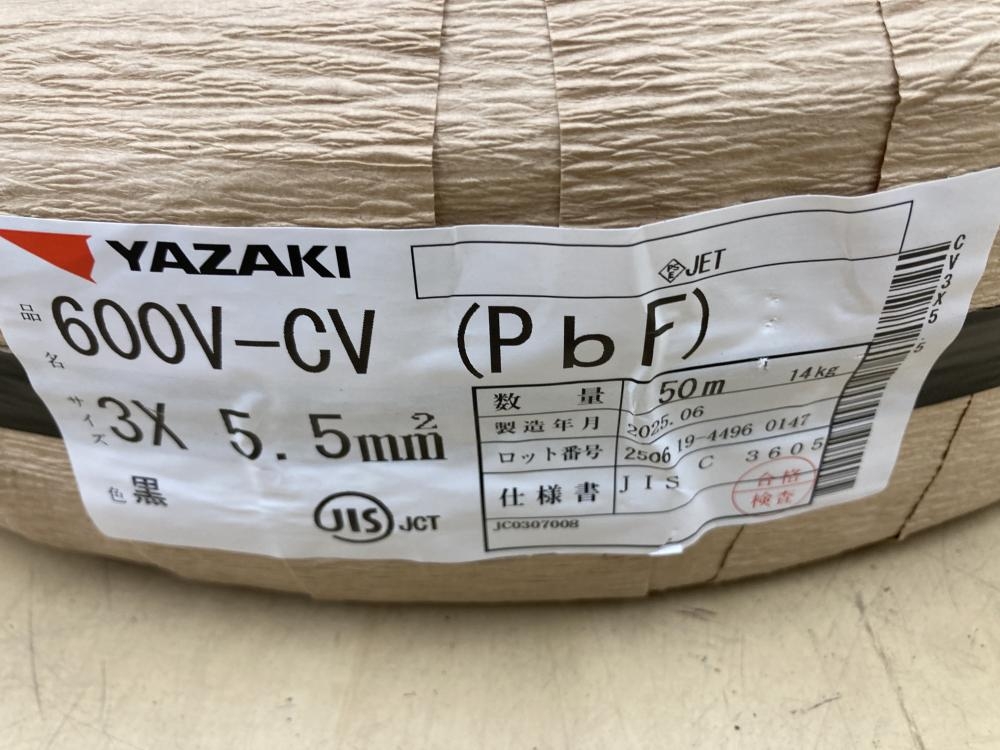 YAZAKI
PSE JET
品名 600V-CV (PbF)
サイズ 3X 5.5mm²
色 黒
JIS JCT
数量 50m 14kg
製造年月 2025.06
ロット番号 250619-4496 0147
仕様書 JIS C 3605
合格
検査
JC0307008
CV3X5.5